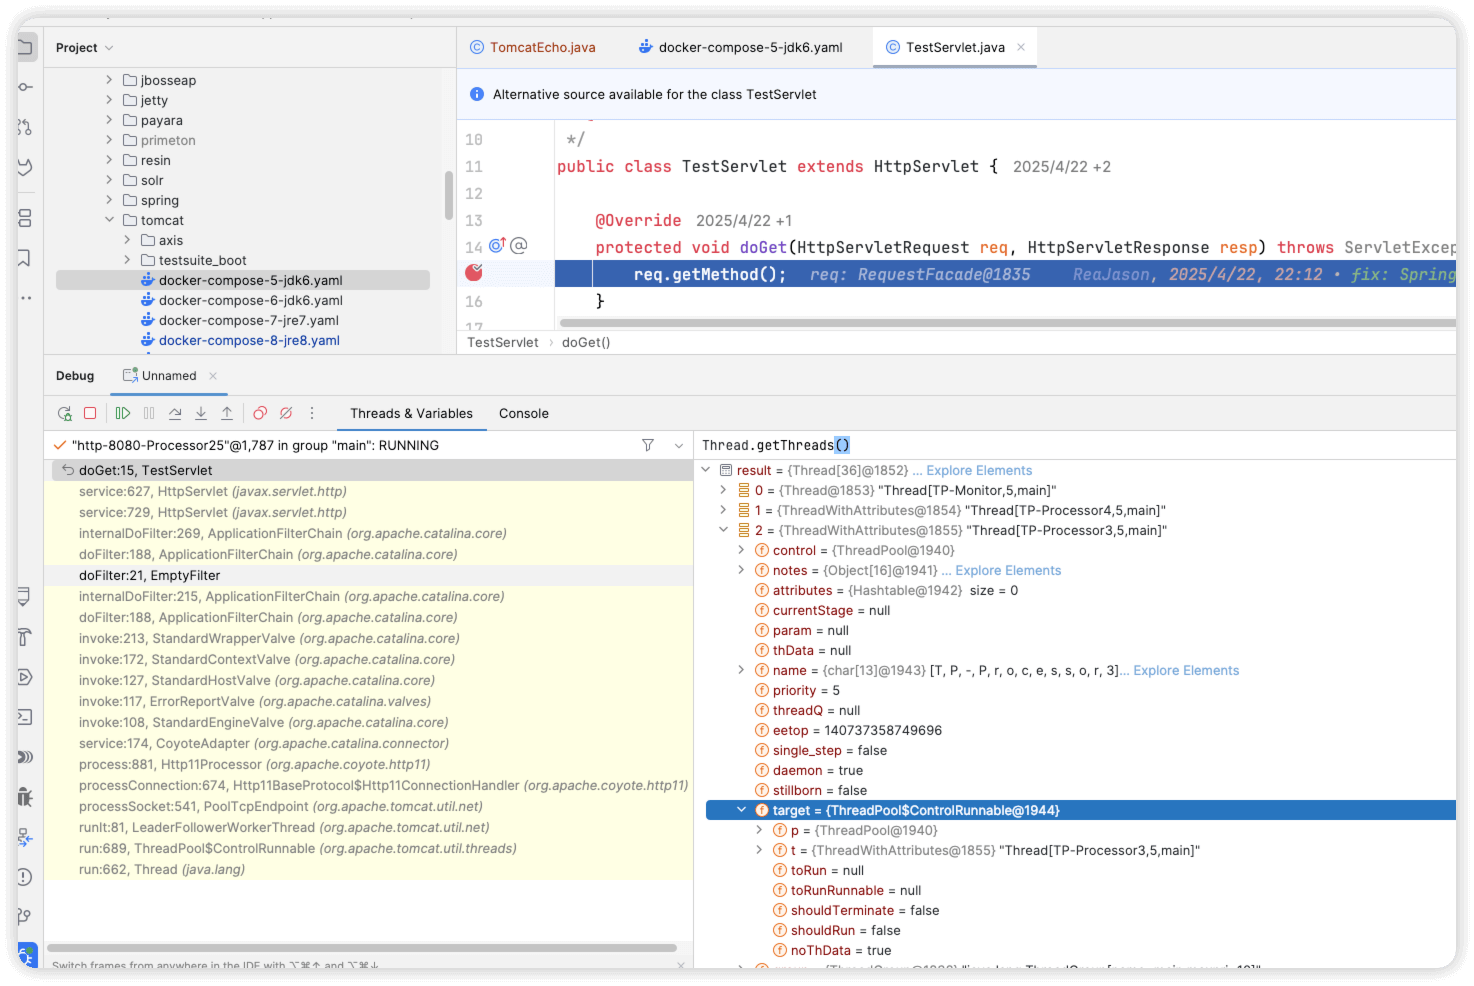 Project
TomcatEcho.java
docker-compose-5-jdk6.yaml
TestServlet.java
jbosseap
jetty
payara
primeton
resin
solr
spring
tomcat
axis
testsuite_boot
docker-compose-5-jdk6.yaml
docker-compose-6-jdk6.yaml
docker-compose-7-jre7.yaml
docker-compose-8-jre8.yaml
Alternative source available for the class TestServlet
10 */
11 public class TestServlet extends HttpServlet { 2025/4/22 +2
12
13 @Override 2025/4/22 +1
14 protected void doGet(HttpServletRequest req, HttpServletResponse resp) throws ServletExcep
req.getMethod(); req: RequestFacade@1835 ReaJason, 2025/4/22, 22:12 • fix: Spring
16 }
17
TestServlet › doGet()
Debug
Unnamed
Threads & Variables
Console
"http-8080-Processor25"@1,787 in group "main": RUNNING
doGet:15, TestServlet
service:627, HttpServlet (javax.servlet.http)
service:729, HttpServlet (javax.servlet.http)
internalDoFilter:269, ApplicationFilterChain (org.apache.catalina.core)
doFilter:188, ApplicationFilterChain (org.apache.catalina.core)
doFilter:21, EmptyFilter
internalDoFilter:215, ApplicationFilterChain (org.apache.catalina.core)
doFilter:188, ApplicationFilterChain (org.apache.catalina.core)
invoke:213, StandardWrapperValve (org.apache.catalina.core)
invoke:172, StandardContextValve (org.apache.catalina.core)
invoke:127, StandardHostValve (org.apache.catalina.core)
invoke:117, ErrorReportValve (org.apache.catalina.valves)
invoke:108, StandardEngineValve (org.apache.catalina.core)
service:174, CoyoteAdapter (org.apache.catalina.connector)
process:881, Http11Processor (org.apache.coyote.http11)
processConnection:674, Http11BaseProtocol$Http11ConnectionHandler (org.apache.coyote.http11)
processSocket:541, PoolTcpEndpoint (org.apache.tomcat.util.net)
runIt:81, LeaderFollowerWorkerThread (org.apache.tomcat.util.net)
run:689, ThreadPool$ControlRunnable (org.apache.tomcat.util.threads)
run:662, Thread (java.lang)
Switch frames from anywhere in the IDE with ⌥⌘↑ and ⌥⌘↓
Thread.getThreads()
result = {Thread[36]@1852} ... Explore Elements
0 = {Thread@1853} "Thread[TP-Monitor,5,main]"
1 = {ThreadWithAttributes@1854} "Thread[TP-Processor4,5,main]"
2 = {ThreadWithAttributes@1855} "Thread[TP-Processor3,5,main]"
control = {ThreadPool@1940}
notes = {Object[16]@1941} ... Explore Elements
attributes = {Hashtable@1942} size = 0
currentStage = null
param = null
thData = null
name = {char[13]@1943} [T, P, -, P, r, o, c, e, s, s, o, r, 3]... Explore Elements
priority = 5
threadQ = null
eetop = 140737358749696
single_step = false
daemon = true
stillborn = false
target = {ThreadPool$ControlRunnable@1944}
p = {ThreadPool@1940}
t = {ThreadWithAttributes@1855} "Thread[TP-Processor3,5,main]"
toRun = null
toRunRunnable = null
shouldTerminate = false
shouldRun = false
noThData = true